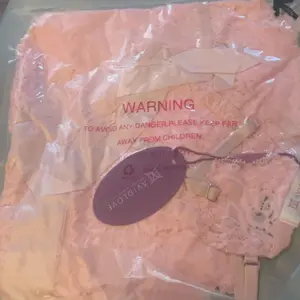 WARNING
TO AVOID ANY DANGER, PLEASE KEEP FAR
AWAY FROM CHILDREN.